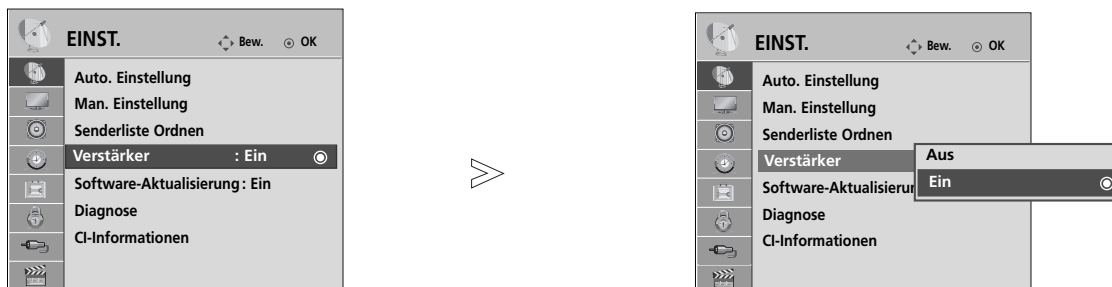 EINST. Bew. OK
Auto. Einstellung
Man. Einstellung
Senderliste Ordnen
Verstärker : Ein
Software-Aktualisierung : Ein
Diagnose
CI-Informationen
EINST. Bew. OK
Auto. Einstellung
Man. Einstellung
Senderliste Ordnen
Verstärker
Aus
Software-Aktualisierun
Ein
Diagnose
CI-Informationen